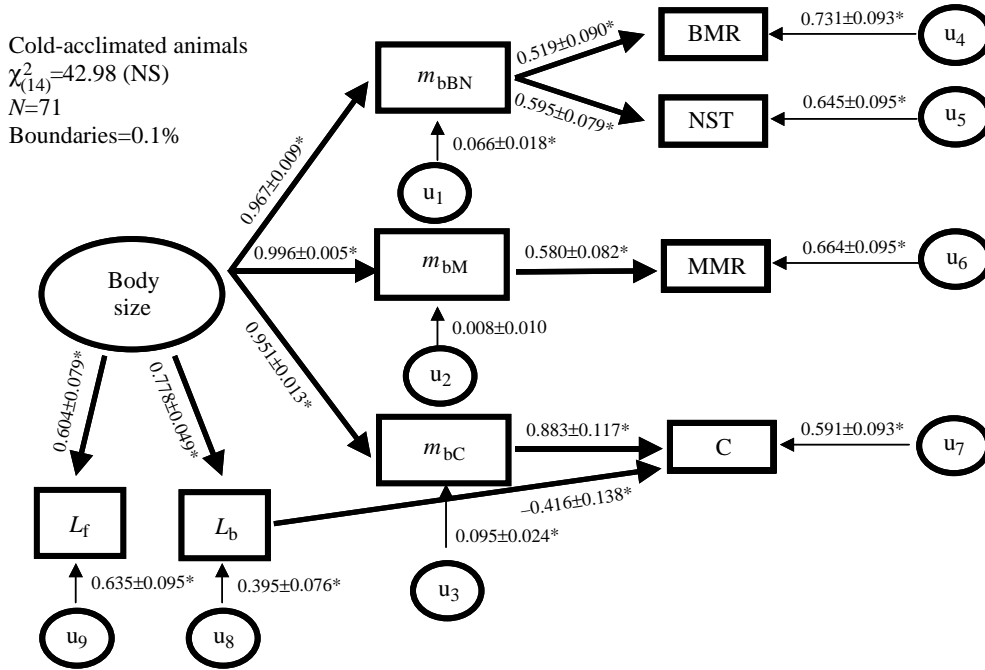 Cold-acclimated animals
χ²₍₁₄₎=42.98 (NS)
N=71
Boundaries=0.1%
BMR
0.731±0.093*
u₄
0.519±0.090*
m_bBN
0.595±0.079*
NST
0.645±0.095*
u₅
0.066±0.018*
u₁
0.967±0.009*
0.996±0.005*
m_bM
0.580±0.082*
MMR
0.664±0.095*
u₆
Body
size
0.008±0.010
u₂
0.951±0.013*
0.604±0.079*
0.778±0.049*
m_bC
0.883±0.117*
C
0.591±0.093*
u₇
–0.416±0.138*
L_f
L_b
0.095±0.024*
u₃
0.635±0.095*
0.395±0.076*
u₉
u₈